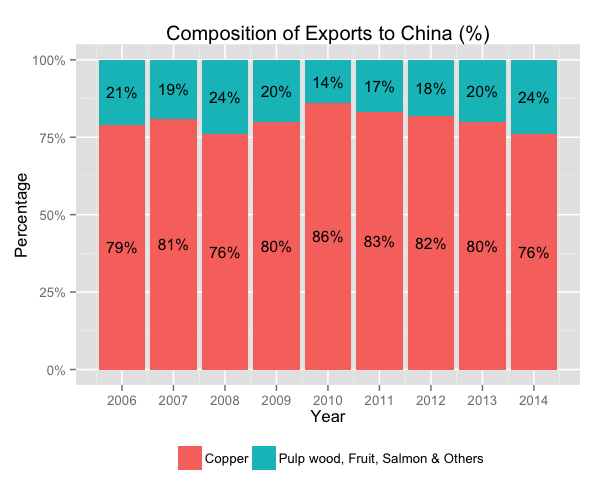 Composition of Exports to China (%)
100%
21% 19% 24% 20% 14% 17% 18% 20% 24%
75%
Percentage
50%
79% 81% 76% 80% 86% 83% 82% 80% 76%
25%
0%
2006 2007 2008 2009 2010 2011 2012 2013 2014
Year
Copper Pulp wood, Fruit, Salmon & Others